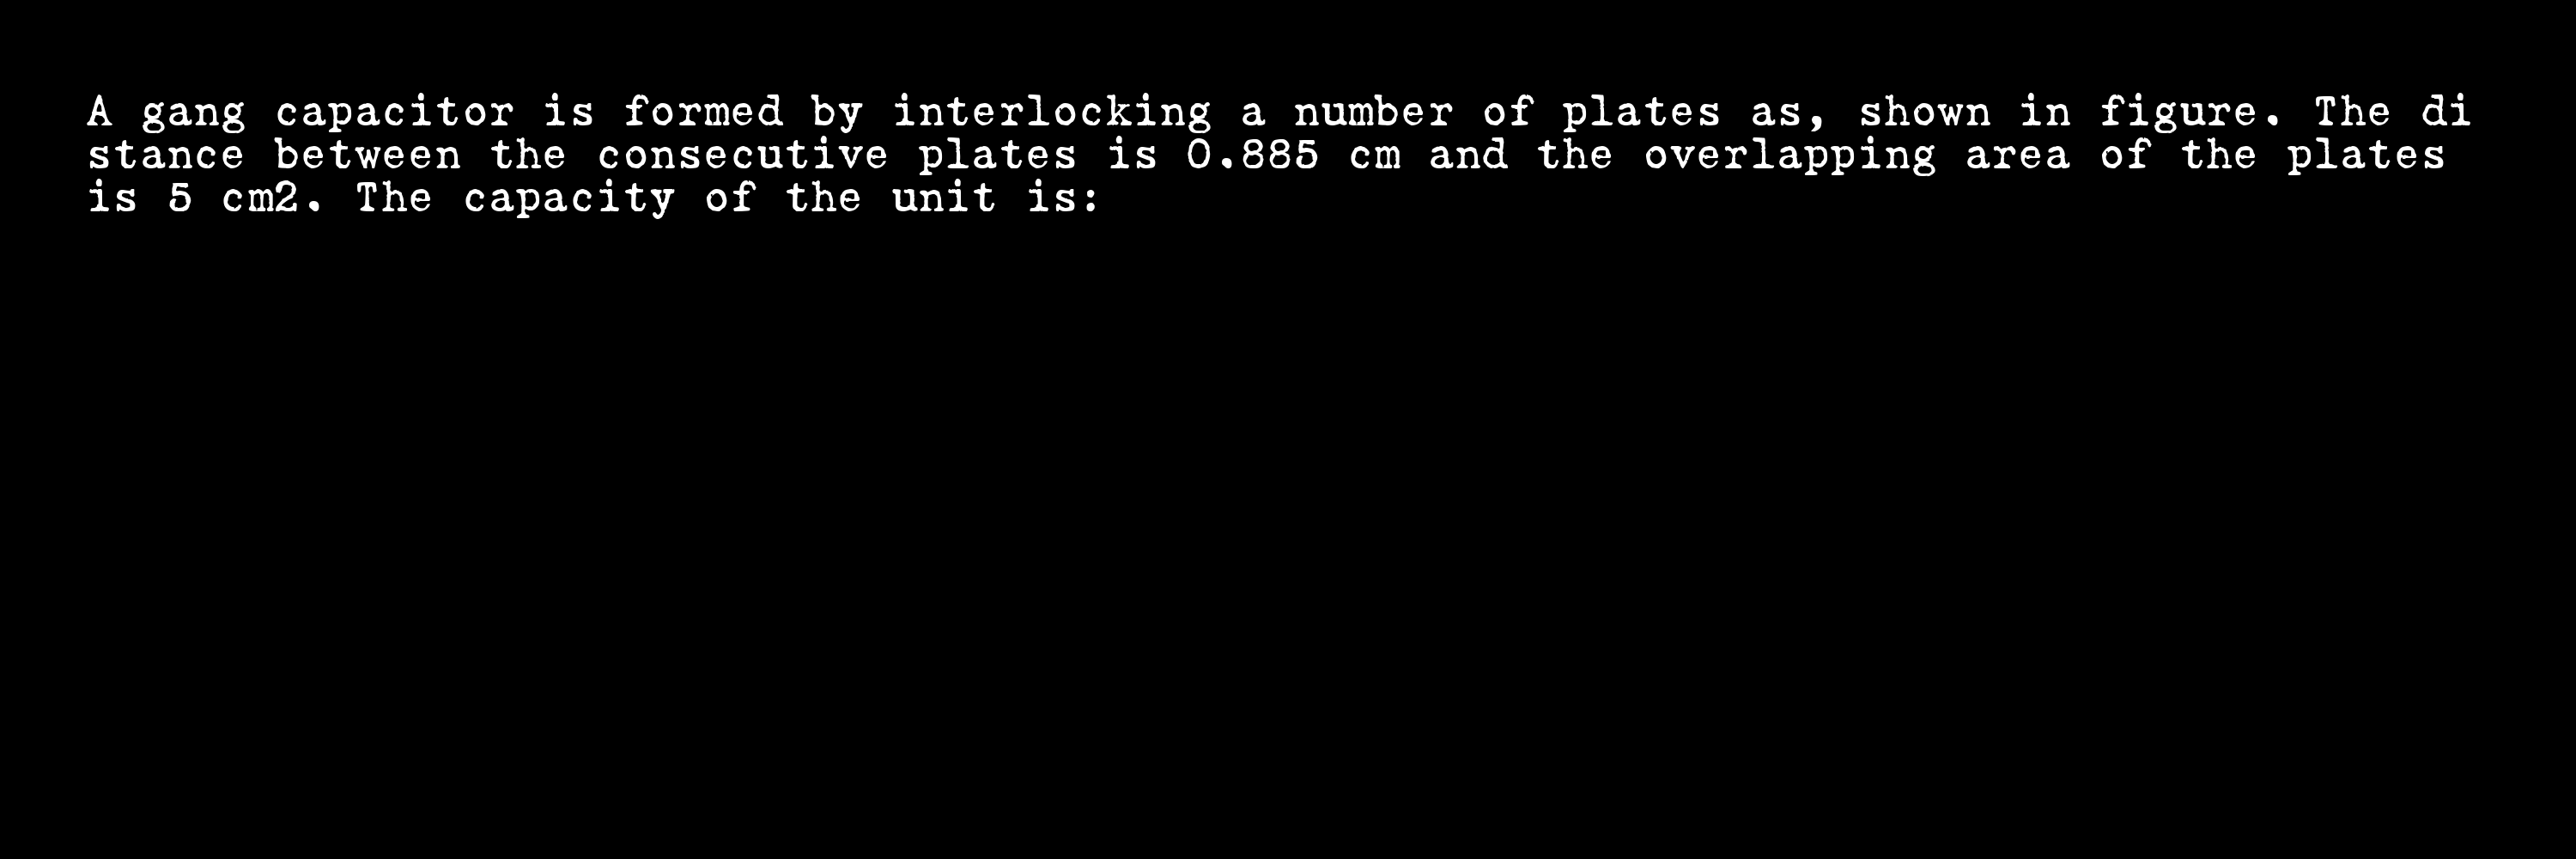 A gang capacitor is formed by interlocking a number of plates as, shown in figure. The di
stance between the consecutive plates is 0.885 cm and the overlapping area of the plates
is 5 cm2. The capacity of the unit is: